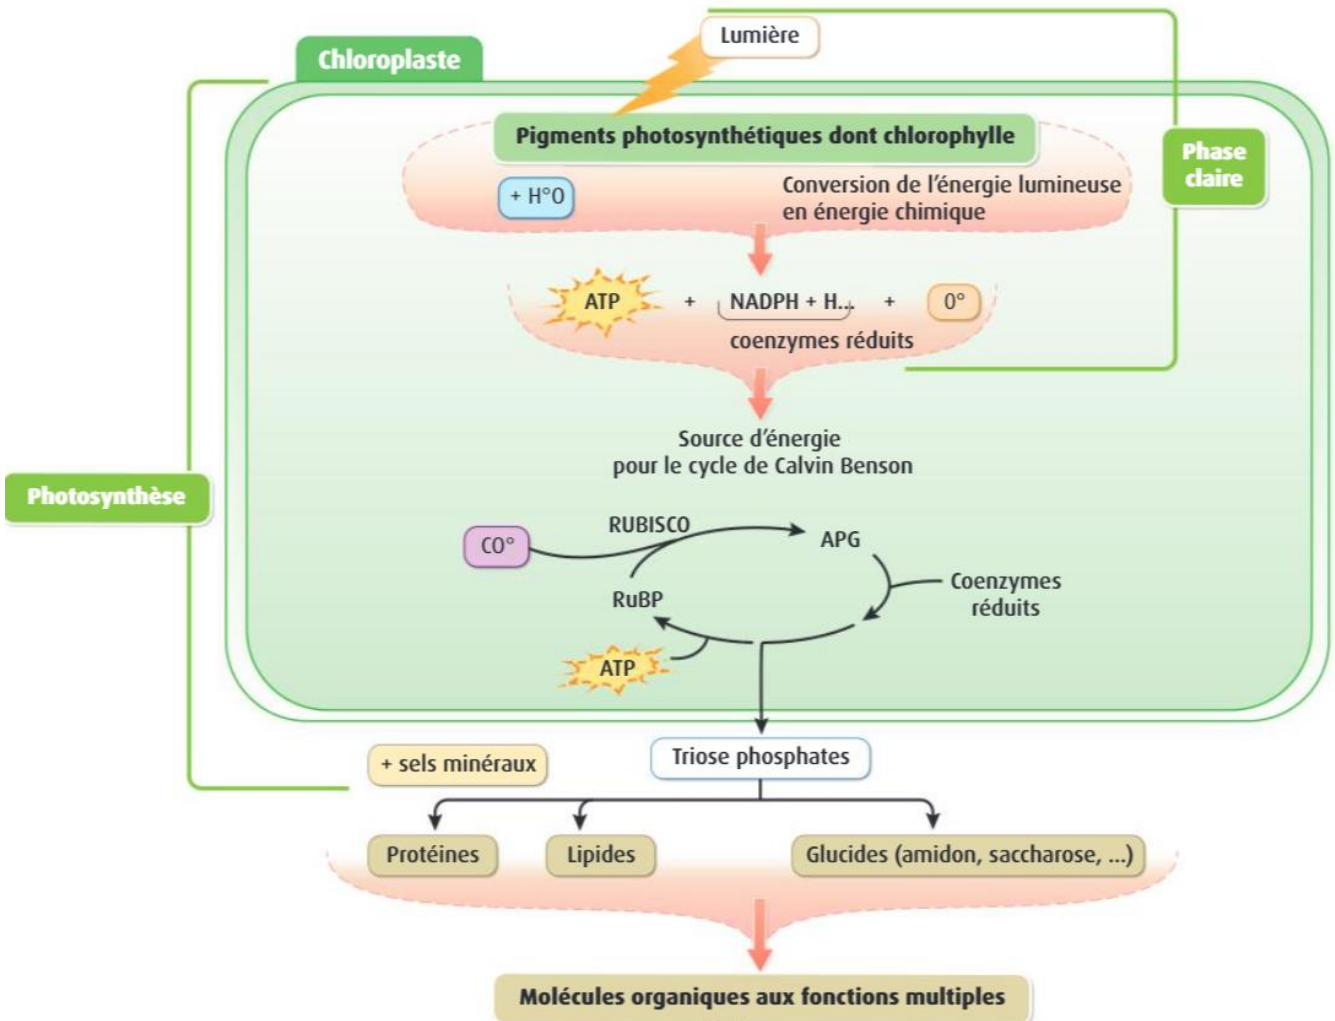 Lumière
Chloroplaste
Pigments photosynthétiques dont chlorophylle
Phase
claire
+ H°O
Conversion de l'énergie lumineuse
en énergie chimique
ATP + NADPH + H... + 0°
coenzymes réduits
Source d'énergie
pour le cycle de Calvin Benson
Photosynthèse
RUBISCO
CO°
APG
RuBP
Coenzymes
réduits
ATP
+ sels minéraux
Triose phosphates
Protéines
Lipides
Glucides (amidon, saccharose, ...)
Molécules organiques aux fonctions multiples